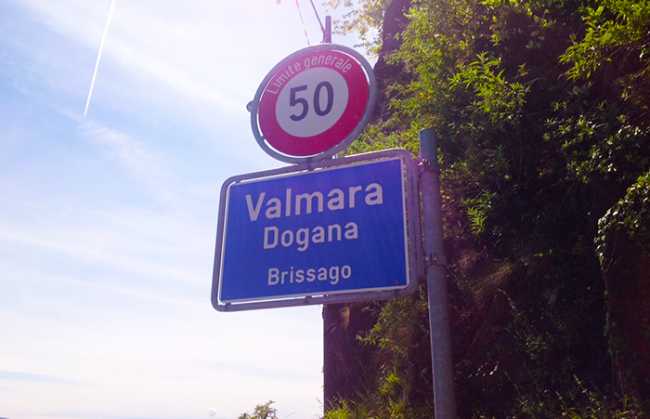 Limite generale
50
Valmara
Dogana
Brissago